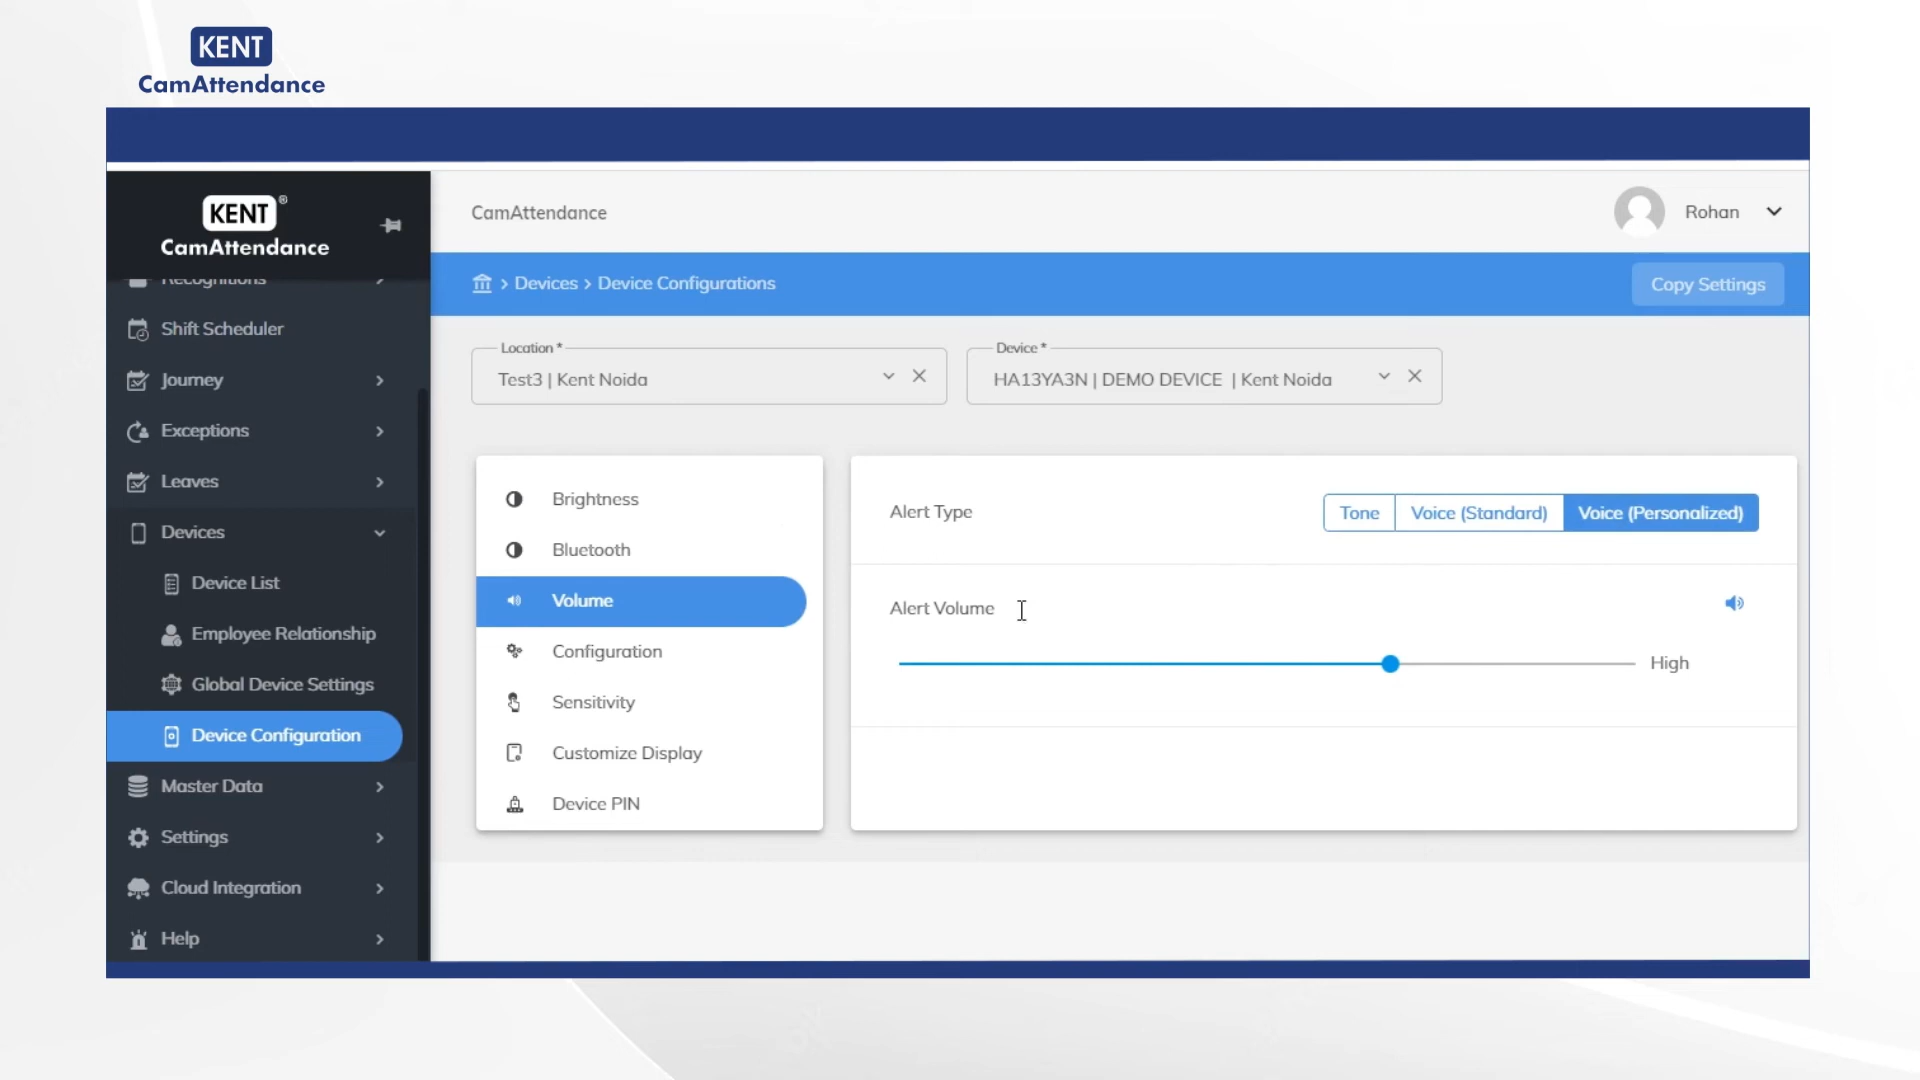 KENT
CamAttendance
KENT®
CamAttendance
CamAttendance
Rohan
> Devices > Device Configurations
Copy Settings
Recognitions
Shift Scheduler
Journey
Exceptions
Leaves
Devices
Device List
Employee Relationship
Global Device Settings
Device Configuration
Master Data
Settings
Cloud Integration
Help
Location *
Test3 | Kent Noida
Device *
HA13YA3N | DEMO DEVICE | Kent Noida
Brightness
Bluetooth
Volume
Configuration
Sensitivity
Customize Display
Device PIN
Alert Type
Tone
Voice (Standard)
Voice (Personalized)
Alert Volume
High